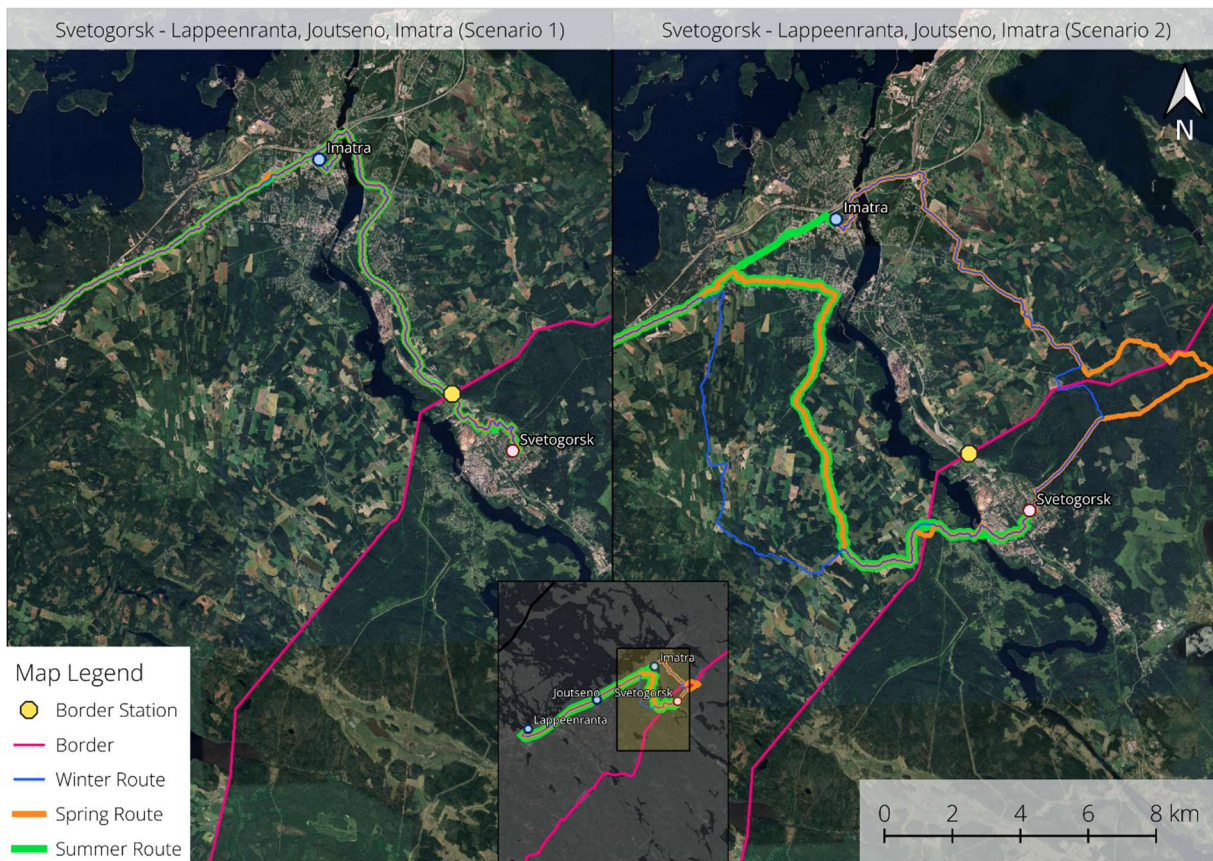 Svetogorsk - Lappeenranta, Joutseno, Imatra (Scenario 1)
Svetogorsk - Lappeenranta, Joutseno, Imatra (Scenario 2)
N
Imatra
Svetogorsk
Imatra
Svetogorsk
Imatra
Joutseno
Svetogorsk
Lappeenranta
Map Legend
Border Station
Border
Winter Route
Spring Route
Summer Route
0 2 4 6 8 km